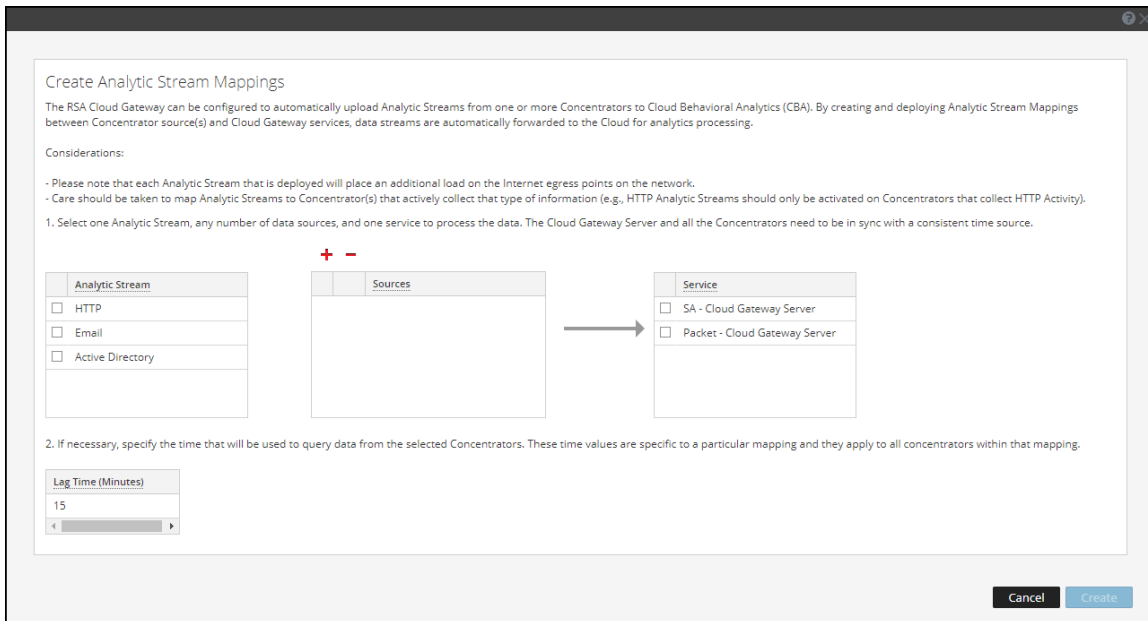 Create Analytic Stream Mappings
The RSA Cloud Gateway can be configured to automatically upload Analytic Streams from one or more Concentrators to Cloud Behavioral Analytics (CBA). By creating and deploying Analytic Stream Mappings
between Concentrator source(s) and Cloud Gateway services, data streams are automatically forwarded to the Cloud for analytics processing.
Considerations:
- Please note that each Analytic Stream that is deployed will place an additional load on the Internet egress points on the network.
- Care should be taken to map Analytic Streams to Concentrator(s) that actively collect that type of information (e.g., HTTP Analytic Streams should only be activated on Concentrators that collect HTTP Activity).
1. Select one Analytic Stream, any number of data sources, and one service to process the data. The Cloud Gateway Server and all the Concentrators need to be in sync with a consistent time source.
Analytic Stream
HTTP
Email
Active Directory
Sources
Service
SA - Cloud Gateway Server
Packet - Cloud Gateway Server
2. If necessary, specify the time that will be used to query data from the selected Concentrators. These time values are specific to a particular mapping and they apply to all concentrators within that mapping.
Lag Time (Minutes)
15
Cancel
Create